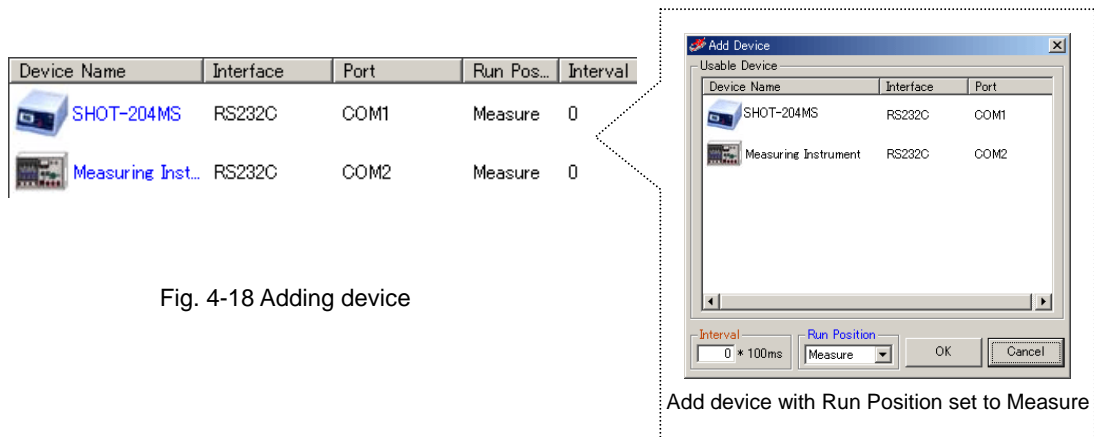 Device Name Interface Port Run Pos... Interval
SHOT-204MS RS232C COM1 Measure 0
Measuring Inst... RS232C COM2 Measure 0
Fig. 4-18 Adding device
Add Device
Usable Device
Device Name Interface Port
SHOT-204MS RS232C COM1
Measuring Instrument RS232C COM2
Interval Run Position
0 * 100ms Measure OK Cancel
Add device with Run Position set to Measure